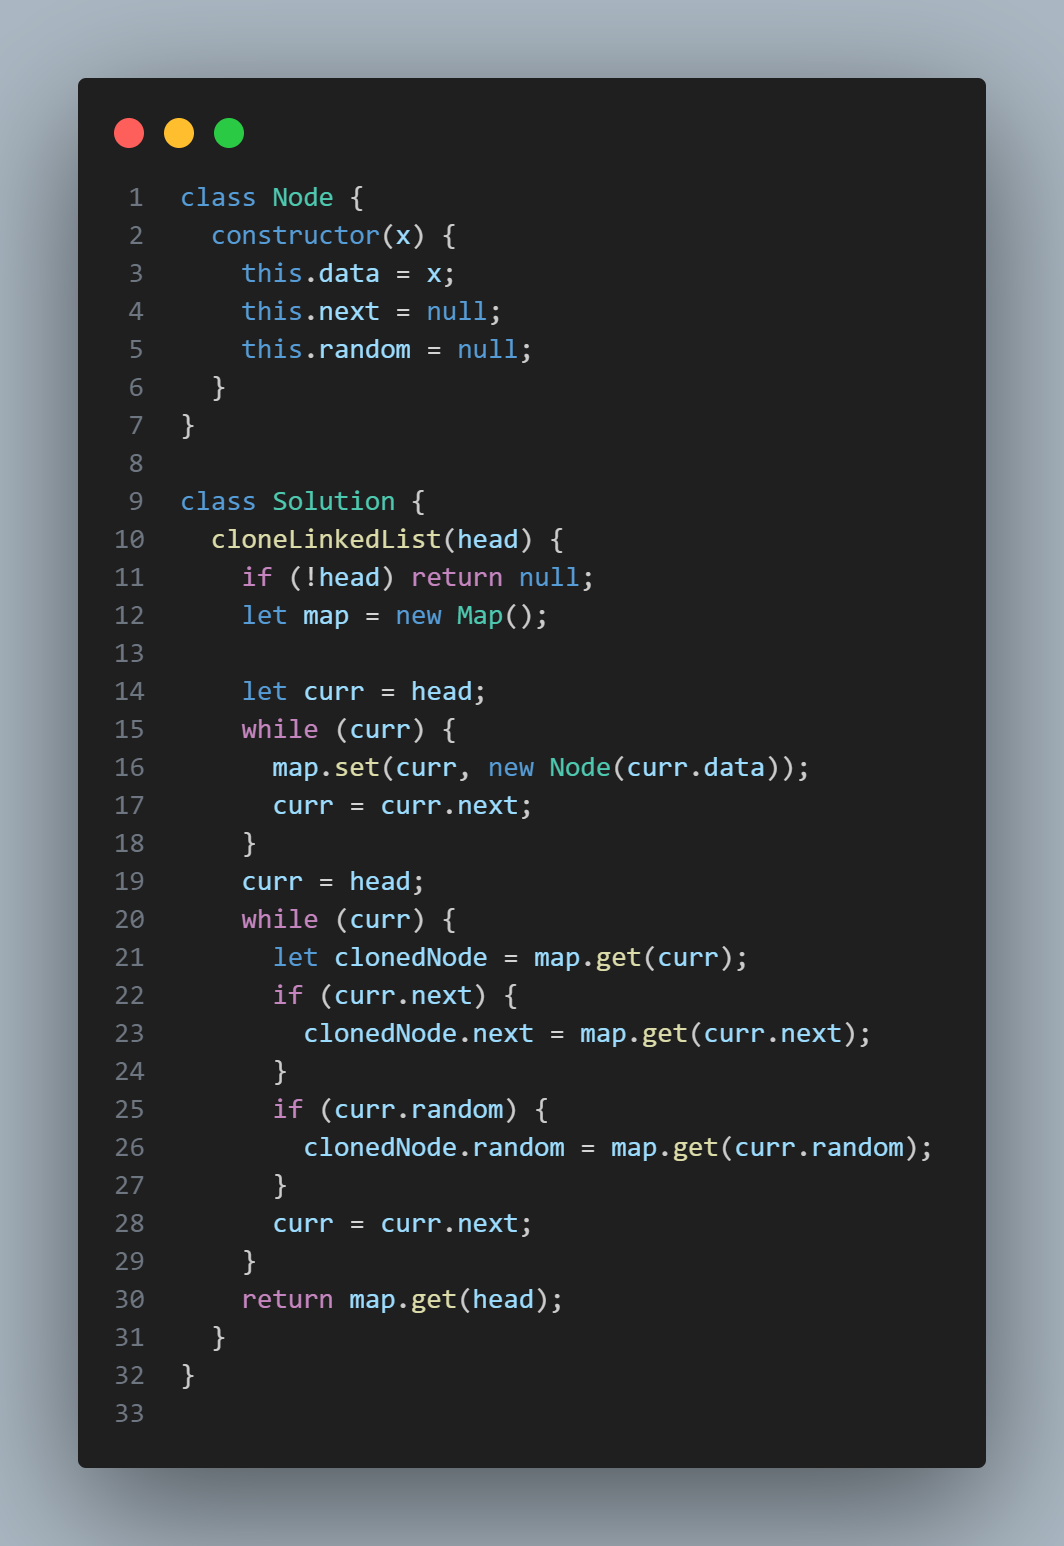 1 class Node {
2   constructor(x) {
3     this.data = x;
4     this.next = null;
5     this.random = null;
6   }
7 }
8
9 class Solution {
10   cloneLinkedList(head) {
11     if (!head) return null;
12     let map = new Map();
13
14     let curr = head;
15     while (curr) {
16       map.set(curr, new Node(curr.data));
17       curr = curr.next;
18     }
19     curr = head;
20     while (curr) {
21       let clonedNode = map.get(curr);
22       if (curr.next) {
23         clonedNode.next = map.get(curr.next);
24       }
25       if (curr.random) {
26         clonedNode.random = map.get(curr.random);
27       }
28       curr = curr.next;
29     }
30     return map.get(head);
31   }
32 }
33